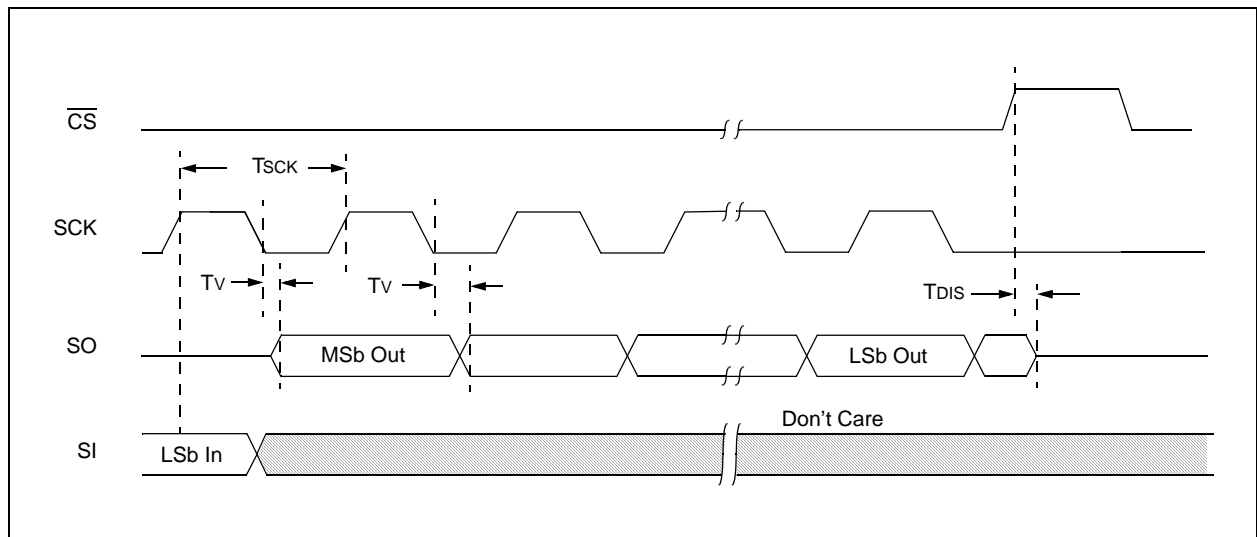 CS
TSCK
SCK
TV
TV
TDIS
SO
MSb Out
LSb Out
Don't Care
SI
LSb In